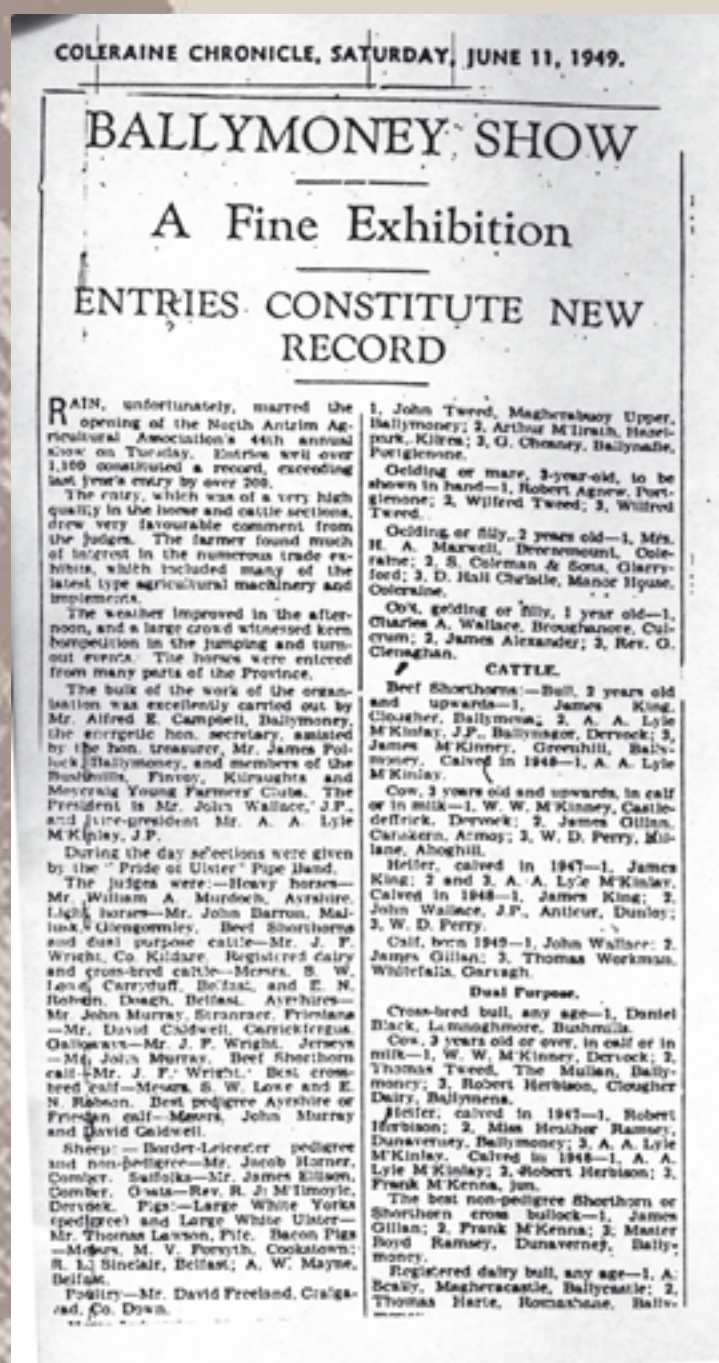 COLERAINE CHRONICLE, SATURDAY, JUNE 11, 1949.
BALLYMONEY SHOW
A Fine Exhibition
ENTRIES CONSTITUTE NEW
RECORD
RAIN, unfortunately, marred the
opening of the North Antrim Ag-
ricultural Association's 44th annual
show on Tuesday. Entries well over
1,100 constituted a record, exceeding
last year's entry by over 200.
The entry, which was of a very high
quality in the horse and cattle sections,
drew very favourable comment from
the judges. The farmer found much
of interest in the numerous trade ex-
hibits, which included many of the
latest type agricultural machinery and
implements.
The weather improved in the after-
noon, and a large crowd witnessed keen
competition in the jumping and turn-
out events. The horses were entered
from many parts of the Province.
The bulk of the work of the organ-
isation was excellently carried out by
Mr. Alfred E. Campbell, Ballymoney,
the energetic hon. secretary, assisted
by the hon. treasurer, Mr. James Pol-
lock, Ballymoney, and members of the
Bushmills, Finvoy, Kilraughts and
Moycraig Young Farmers' Clubs. The
President is Mr. John Wallace, J.P.,
and vice-president Mr. A. A. Lyle
M'Kinlay, J.P.
During the day selections were given
by the "Pride of Ulster" Pipe Band.
The judges were:—Heavy horses—
Mr. William A. Murdoch, Ayrshire.
Light horses—Mr. John Barron, Mal-
lusk, Glengormley. Beef Shorthorns
and dual purpose cattle—Mr. J. F.
Wright, Co. Kildare. Registered dairy
and cross-bred cattle—Messrs. S. W.
Lowe, Carryduff, Belfast, and E. N.
Robson, Doagh, Belfast. Ayrshires—
Mr. John Murray, Stranraer. Friesians
—Mr. David Caldwell, Carrickfergus.
Galloways—Mr. J. F. Wright. Jerseys
—Mr. John Murray. Beef Shorthorn
calf—Mr. J. F. Wright. Best cross-
bred calf—Messrs. S. W. Lowe and E.
N. Robson. Best pedigree Ayrshire or
Friesian calf—Messrs. John Murray
and David Caldwell.
Sheep:—Border-Leicester pedigree
and non-pedigree—Mr. Jacob Horner,
Comber. Suffolks—Mr. James Ellison,
Comber. Goats—Rev. R. J. M'Ilmoyle,
Dervock. Pigs:—Large White Yorks
(pedigree) and Large White Ulster—
Mr. Thomas Lawson, Fife. Bacon Pigs
—Messrs. M. V. Forsyth, Cookstown;
R. L. Sinclair, Belfast; A. W. Mayne,
Belfast.
Poultry—Mr. David Freeland, Craiga-
vad, Co. Down.
1, John Tweed, Magheraboy Upper,
Ballymoney; 2, Arthur M'Ilrath, Hazel-
park, Kilrea; 3, G. Chesney, Ballynafie,
Portglenone.
Gelding or mare, 3-year-old, to be
shown in hand—1, Robert Agnew, Port-
glenone; 2, Wilfred Tweed; 3, Wilfred
Tweed.
Gelding or filly, 2 years old—1, Mrs.
H. A. Maxwell, Cole-
raine; 2, S. Coleman & Sons, Glarry-
ford; 3, D. Hall Christie, Manor House,
Coleraine.
Colt, gelding or filly, 1 year old—1,
Charles A. Wallace, Broughanore, Cul-
crum; 2, James Alexander; 3, Rev. G.
Clenaghan.
CATTLE.
Beef Shorthorns:—Bull, 2 years old
and upwards—1, James King,
Clougher, Ballymena; 2, A. A. Lyle
M'Kinlay, J.P., Ballynagor, Dervock; 3,
James M'Kinney, Greenhill, Bally-
money. Calved in 1948—1, A. A. Lyle
M'Kinlay.
Cow, 3 years old and upwards, in calf
or in milk—1, W. W. M'Kinney, Castle-
deffrick, Dervock; 2, James Gillan,
Carnkern, Armoy; 3, W. D. Perry, Kil-
lane, Ahoghill.
Heifer, calved in 1947—1, James
King; 2 and 3, A. A. Lyle M'Kinlay.
Calved in 1948—1, James King; 2,
John Wallace, J.P., Anticur, Dunloy;
3, W. D. Perry.
Calf, born 1949—1, John Wallace; 2,
James Gillan; 3, Thomas Workman,
Whitefalls, Garvagh.
Dual Purpose.
Cross-bred bull, any age—1, Daniel
Black, Lemnaghmore, Bushmills.
Cow, 3 years old or over, in calf or in
milk—1, W. W. M'Kinney, Dervock; 2,
Thomas Tweed, The Mullan, Bally-
money; 3, Robert Herbison, Clougher
Dairy, Ballymena.
Heifer, calved in 1947—1, Robert
Herbison; 2, Miss Heather Ramsey,
Dunaverney, Ballymoney; 3, A. A. Lyle
M'Kinlay. Calved in 1948—1, A. A.
Lyle M'Kinlay; 2, Robert Herbison; 3,
Frank M'Kenna, jun.
The best non-pedigree Shorthorn or
Shorthorn cross bullock—1, James
Gillan; 2, Frank M'Kenna; 3, Master
Boyd Ramsey, Dunaverney, Bally-
money.
Registered dairy bull, any age—1, A.
Scally, Magheracastle, Ballycastle; 2,
Thomas Harte, Romashane, Bally-